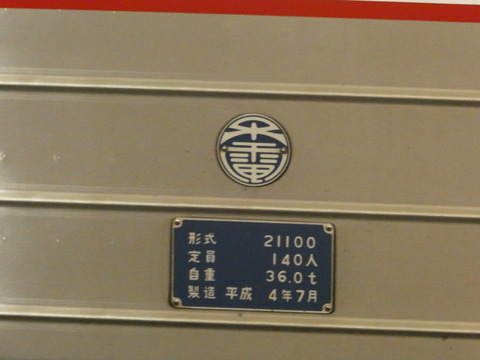 形式 21100
定員 140人
自重 36.0t
製造 平成 4年7月